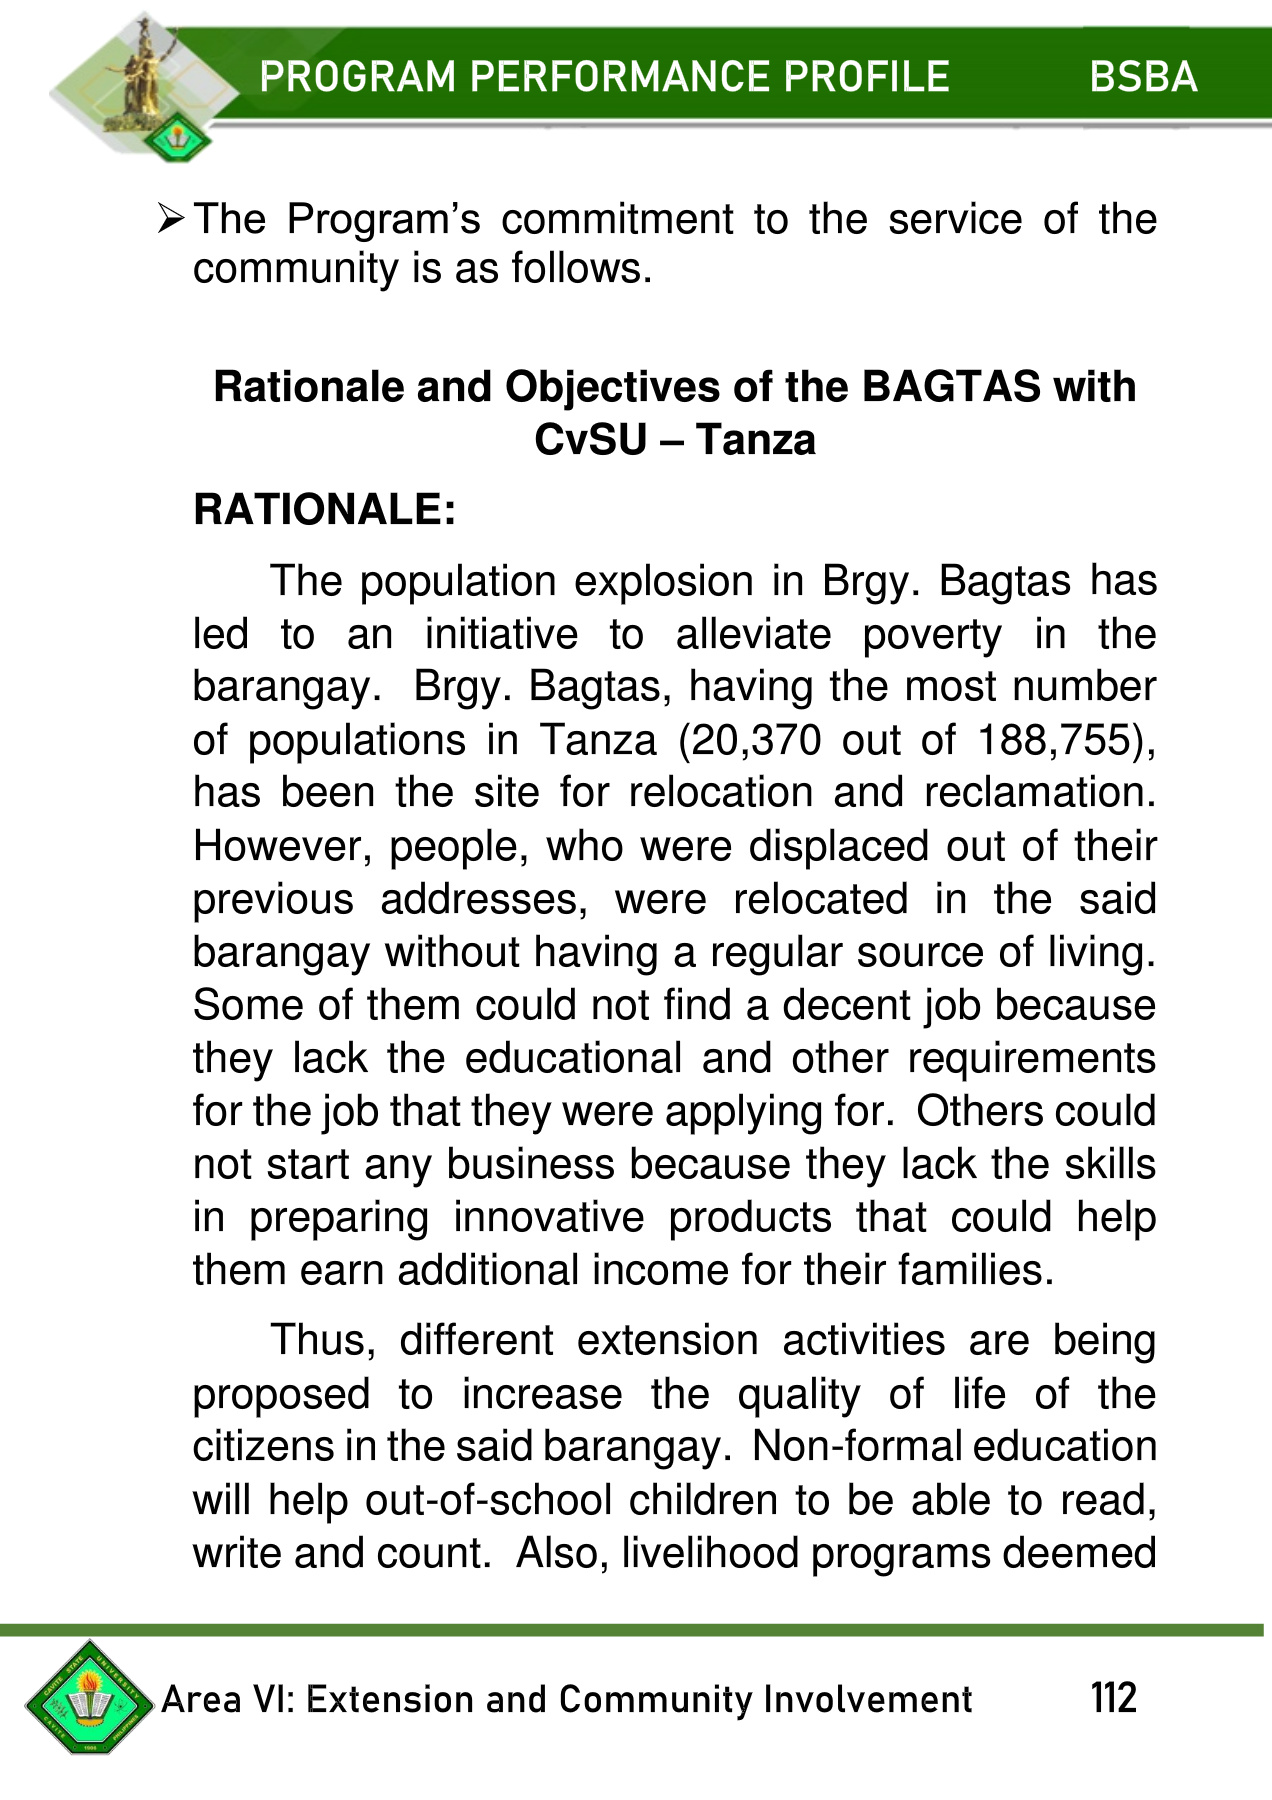 PROGRAM PERFORMANCE PROFILE BSBA
➢ The Program’s commitment to the service of the
community is as follows.
Rationale and Objectives of the BAGTAS with
CvSU – Tanza
RATIONALE:
The population explosion in Brgy. Bagtas has
led to an initiative to alleviate poverty in the
barangay. Brgy. Bagtas, having the most number
of populations in Tanza (20,370 out of 188,755),
has been the site for relocation and reclamation.
However, people, who were displaced out of their
previous addresses, were relocated in the said
barangay without having a regular source of living.
Some of them could not find a decent job because
they lack the educational and other requirements
for the job that they were applying for. Others could
not start any business because they lack the skills
in preparing innovative products that could help
them earn additional income for their families.
Thus, different extension activities are being
proposed to increase the quality of life of the
citizens in the said barangay. Non-formal education
will help out-of-school children to be able to read,
write and count. Also, livelihood programs deemed
CAVITE STATE UNIVERSITY
CAVITE PHILIPPINES
1906
Area VI: Extension and Community Involvement 112